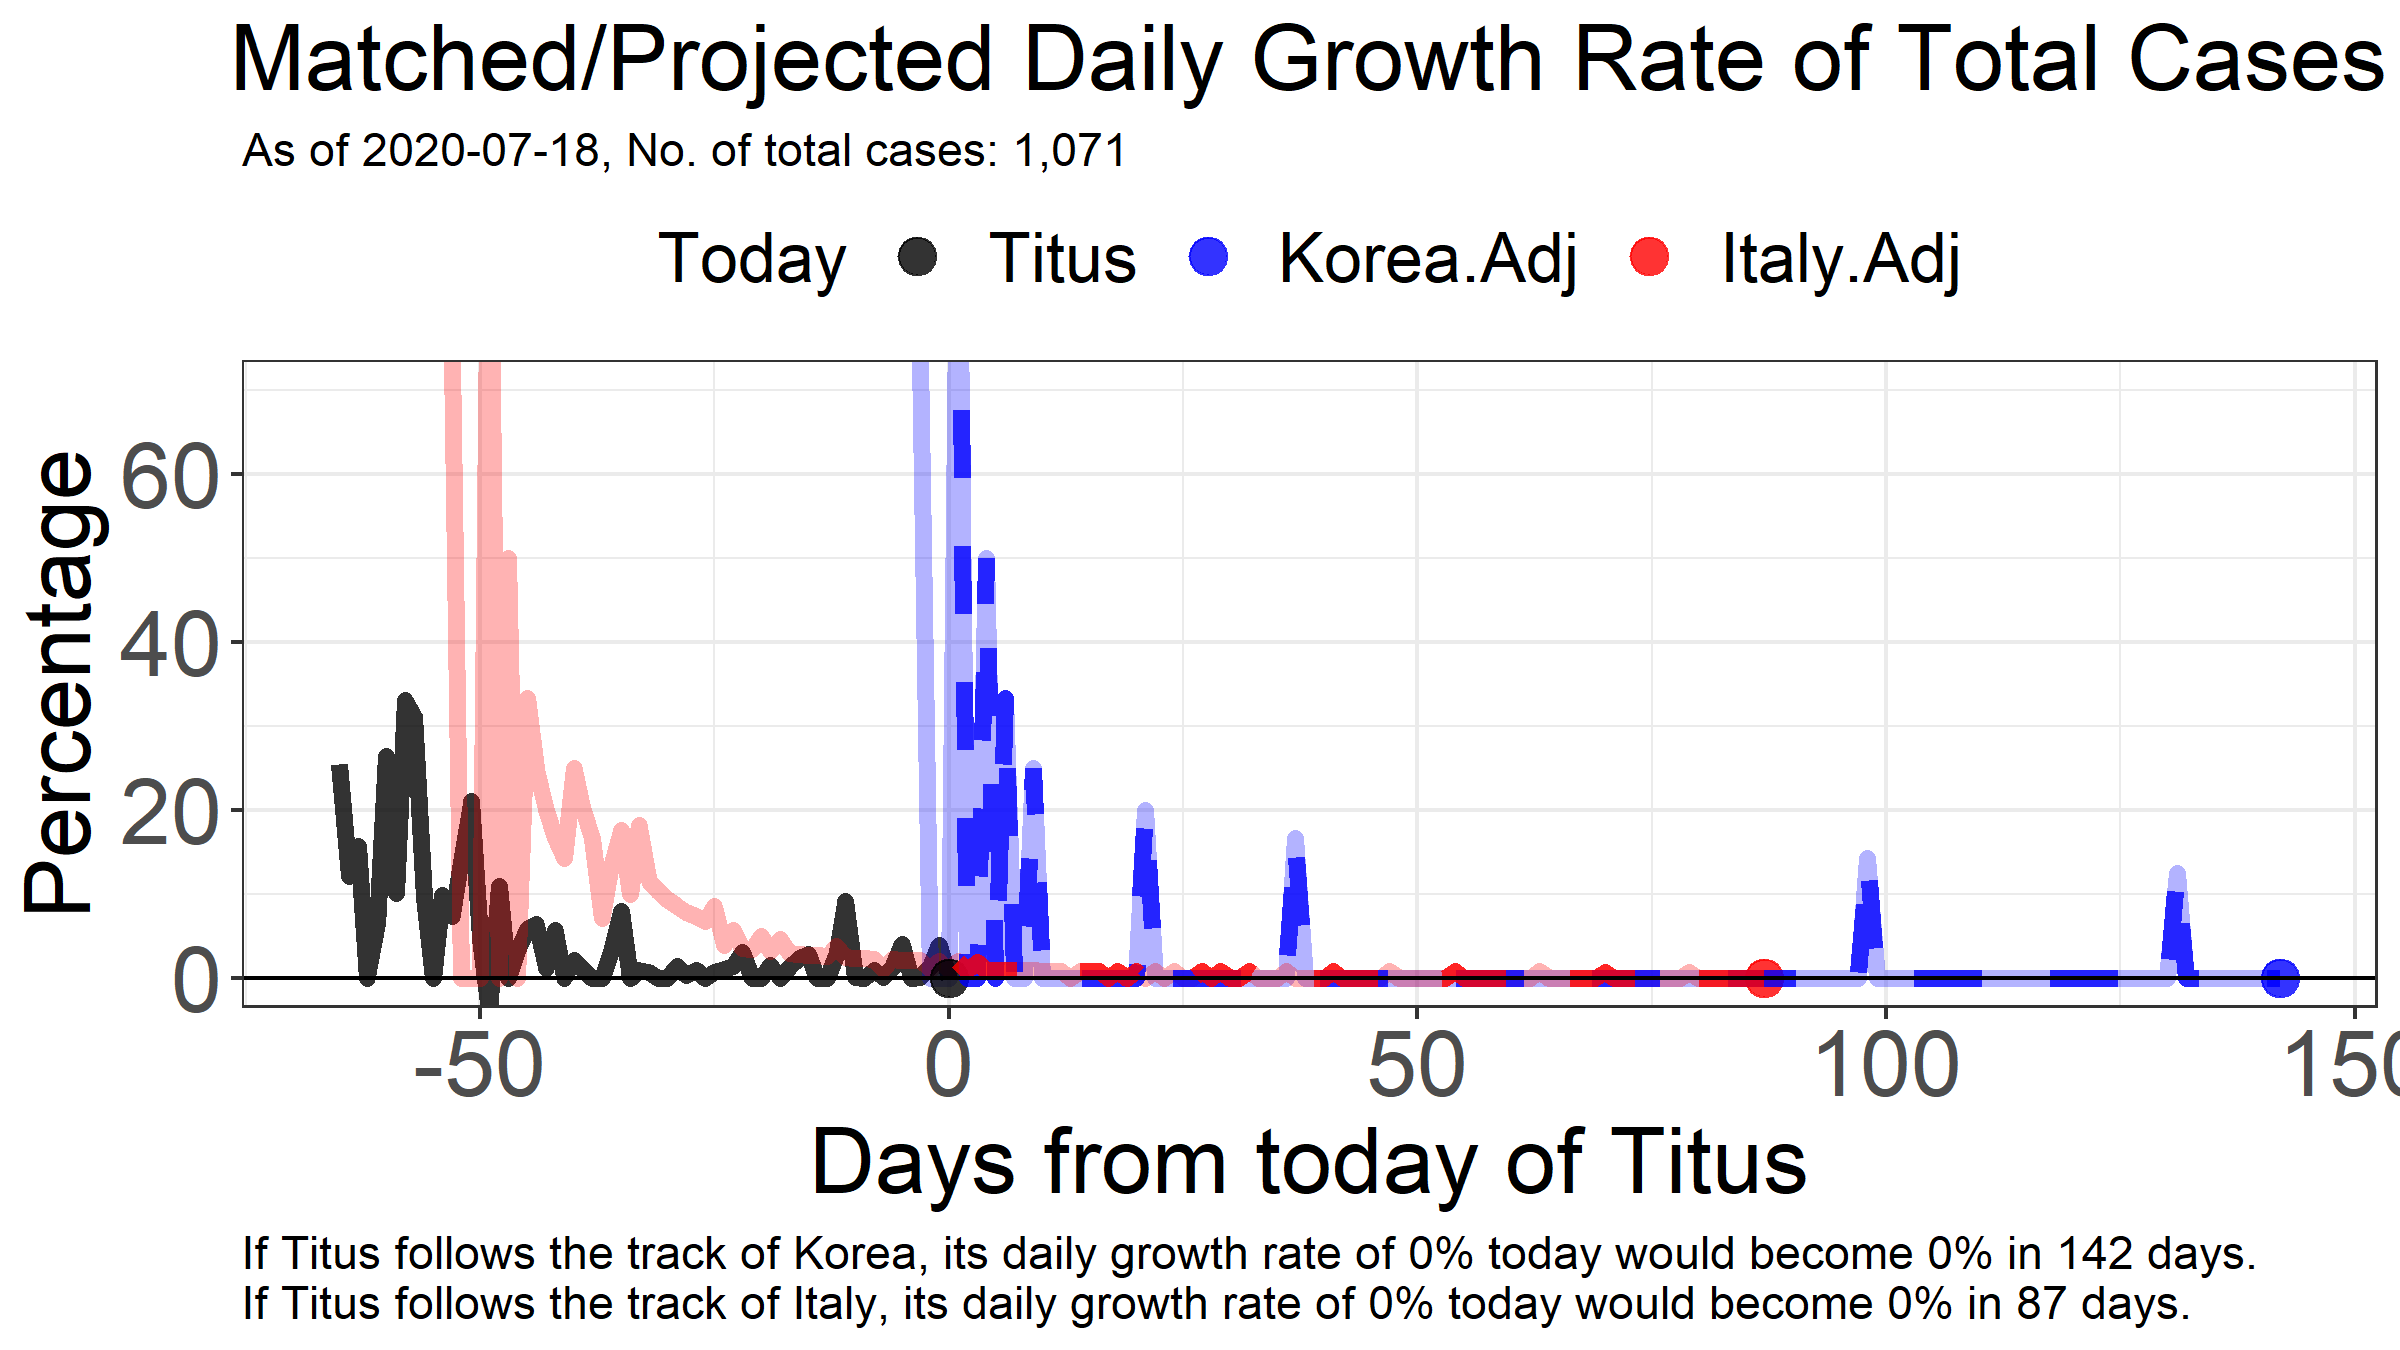 Matched/Projected Daily Growth Rate of Total Cases
As of 2020-07-18, No. of total cases: 1,071
Today Titus Korea.Adj Italy.Adj
Percentage
60
40
20
0
-50 0 50 100 150
Days from today of Titus
If Titus follows the track of Korea, its daily growth rate of 0% today would become 0% in 142 days.
If Titus follows the track of Italy, its daily growth rate of 0% today would become 0% in 87 days.